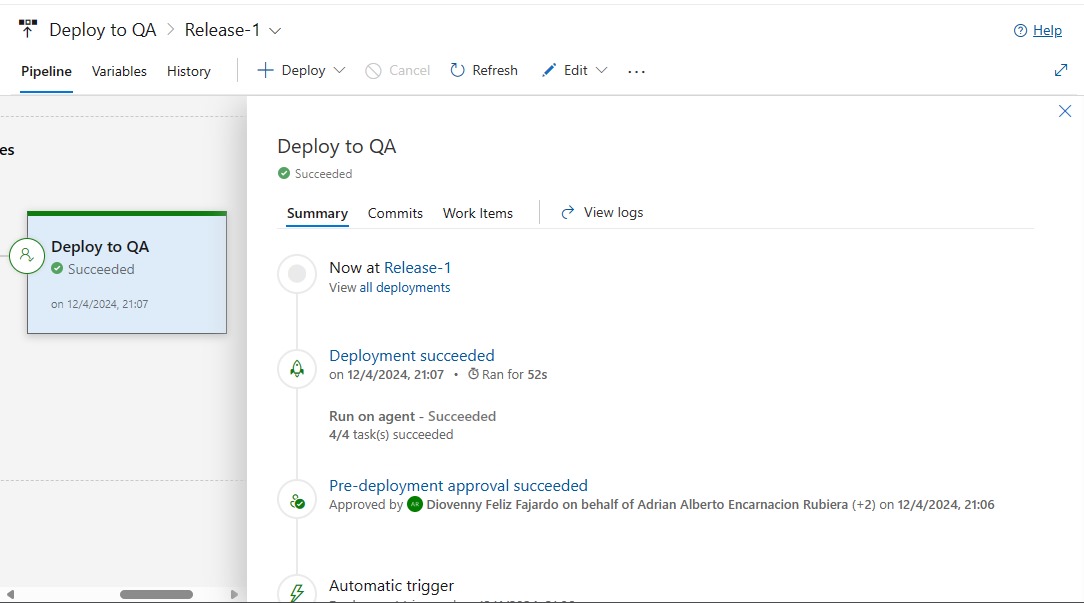 Deploy to QA > Release-1
Help
Pipeline Variables History Deploy Cancel Refresh Edit ...
es
Deploy to QA
Succeeded
on 12/4/2024, 21:07
Deploy to QA
Succeeded
Summary Commits Work Items View logs
Now at Release-1
View all deployments
Deployment succeeded
on 12/4/2024, 21:07 • Ran for 52s
Run on agent - Succeeded
4/4 task(s) succeeded
Pre-deployment approval succeeded
Approved by AR Diovenny Feliz Fajardo on behalf of Adrian Alberto Encarnacion Rubiera (+2) on 12/4/2024, 21:06
Automatic trigger